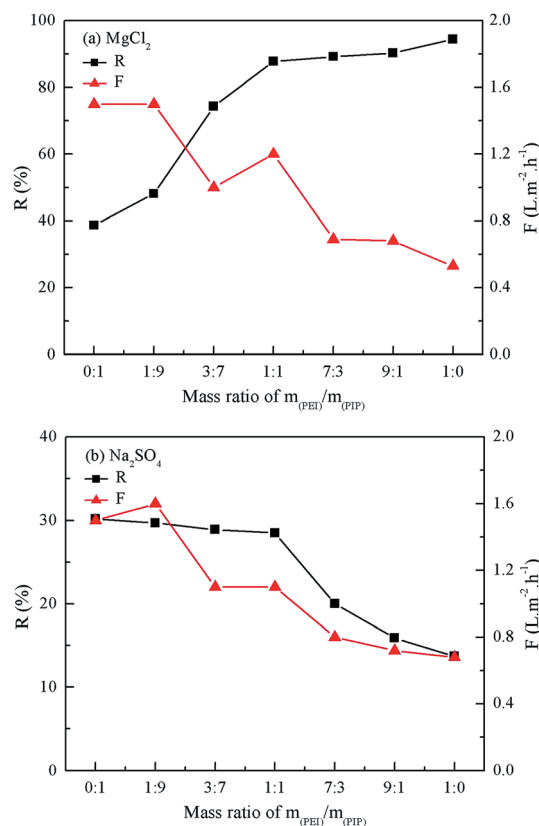 (a) MgCl₂
R
F
100
80
60
40
20
0
R (%)
2.0
1.6
1.2
0.8
0.4
0.0
F (L.m⁻².h⁻¹)
0:1 1:9 3:7 1:1 7:3 9:1 1:0
Mass ratio of m(PEI)/m(PIP)
(b) Na₂SO₄
R
F
40
30
20
10
0
R (%)
2.0
1.6
1.2
0.8
0.4
0.0
F (L.m⁻².h⁻¹)
0:1 1:9 3:7 1:1 7:3 9:1 1:0
Mass ratio of m(PEI)/m(PIP)